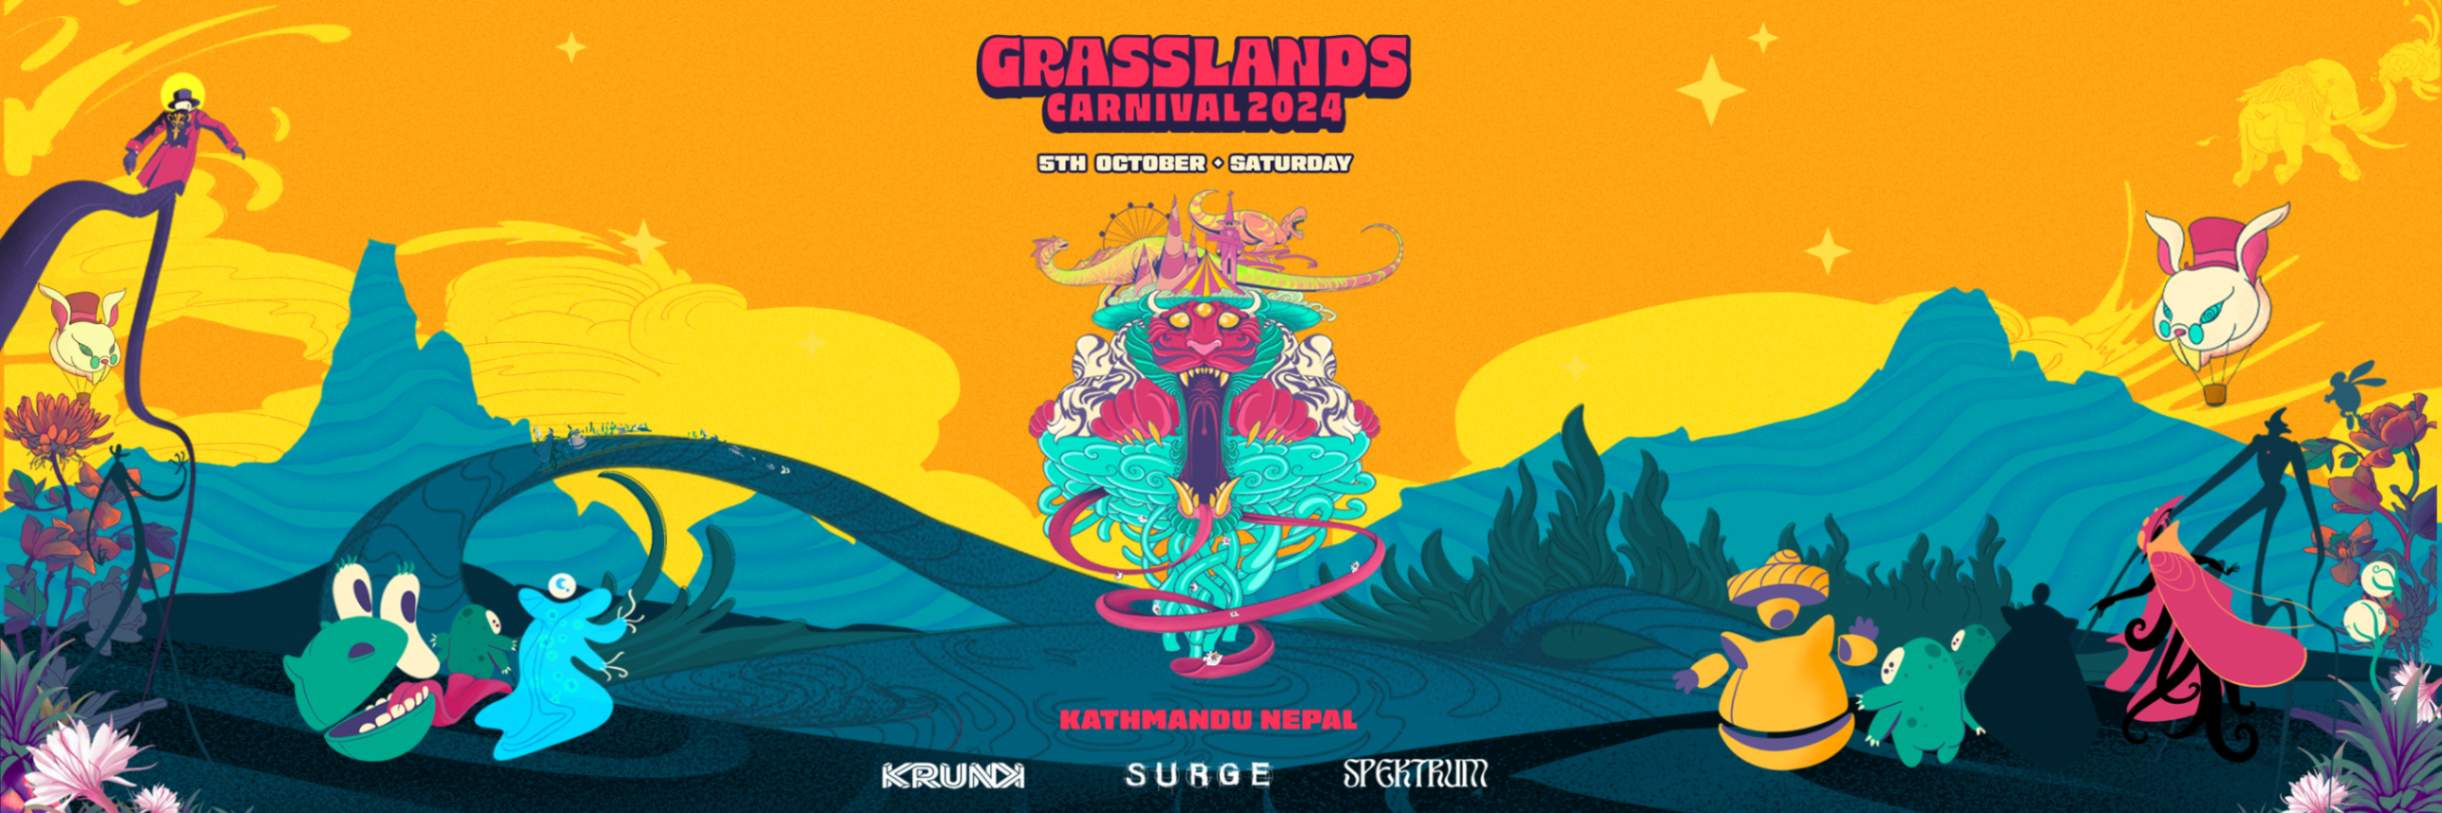 GRASSLANDS
CARNIVAL 2024
5TH OCTOBER • SATURDAY
KATHMANDU NEPAL
KRUNK
SURGE
SPEKTRUM